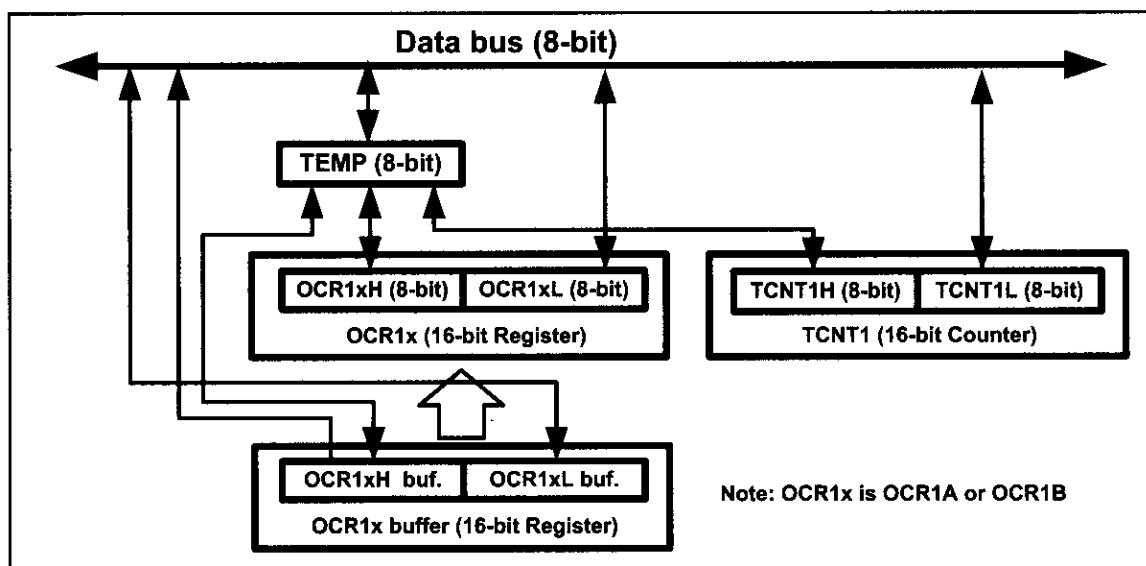 Data bus (8-bit)
TEMP (8-bit)
OCR1xH (8-bit) OCR1xL (8-bit)
OCR1x (16-bit Register)
TCNT1H (8-bit) TCNT1L (8-bit)
TCNT1 (16-bit Counter)
OCR1xH buf. OCR1xL buf.
OCR1x buffer (16-bit Register)
Note: OCR1x is OCR1A or OCR1B